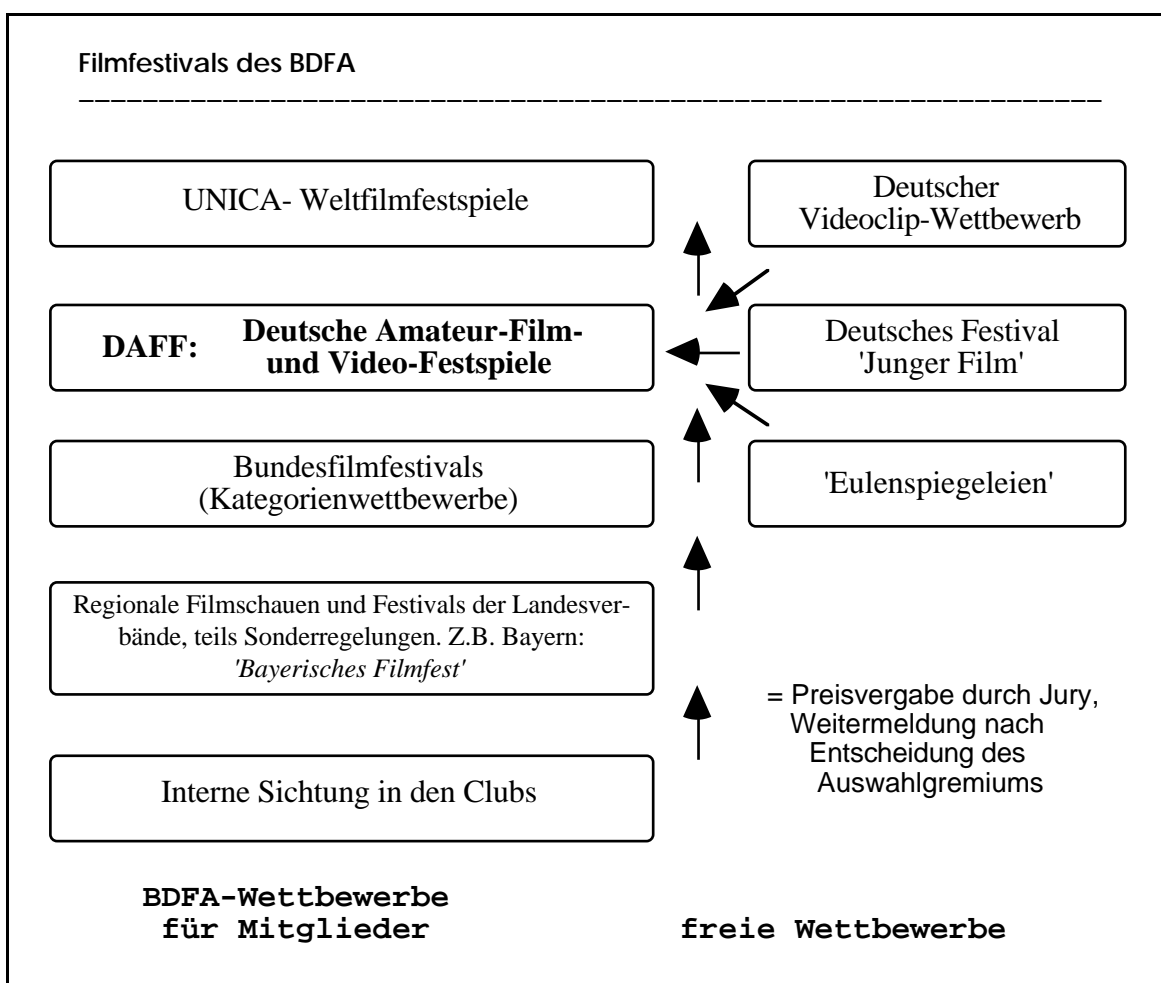 Filmfestivals des BDFA
UNICA- Weltfilmfestspiele
Deutscher
Videoclip-Wettbewerb
DAFF: Deutsche Amateur-Film-
und Video-Festspiele
Deutsches Festival
'Junger Film'
Bundesfilmfestivals
(Kategorienwettbewerbe)
'Eulenspiegeleien'
Regionale Filmschauen und Festivals der Landesver-
bände, teils Sonderregelungen. Z.B. Bayern:
'Bayerisches Filmfest'
= Preisvergabe durch Jury,
Weitermeldung nach
Entscheidung des
Auswahlgremiums
Interne Sichtung in den Clubs
BDFA-Wettbewerbe
für Mitglieder
freie Wettbewerbe